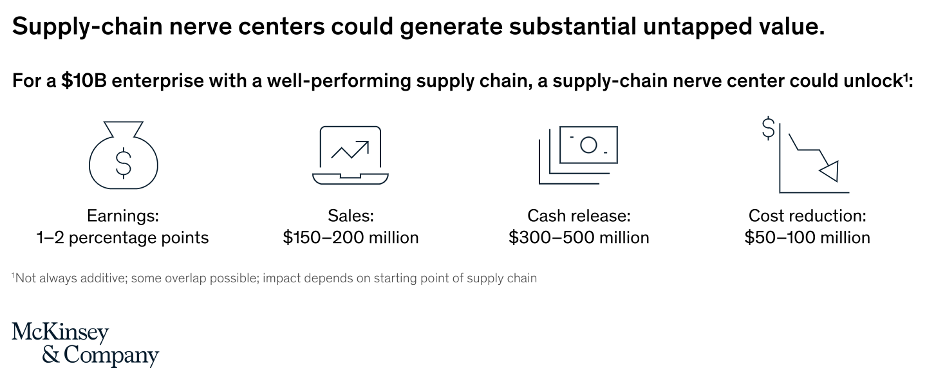 Supply-chain nerve centers could generate substantial untapped value.
For a $10B enterprise with a well-performing supply chain, a supply-chain nerve center could unlock¹:
$
$
Earnings:
1–2 percentage points
Sales:
$150–200 million
Cash release:
$300–500 million
Cost reduction:
$50–100 million
¹Not always additive; some overlap possible; impact depends on starting point of supply chain
McKinsey
& Company